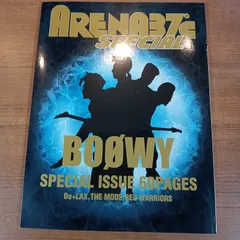 ARENA37℃
SPECIAL
BOØWY
SPECIAL ISSUE 60PAGES
De+LAX, THE MODS, RED WARRIORS